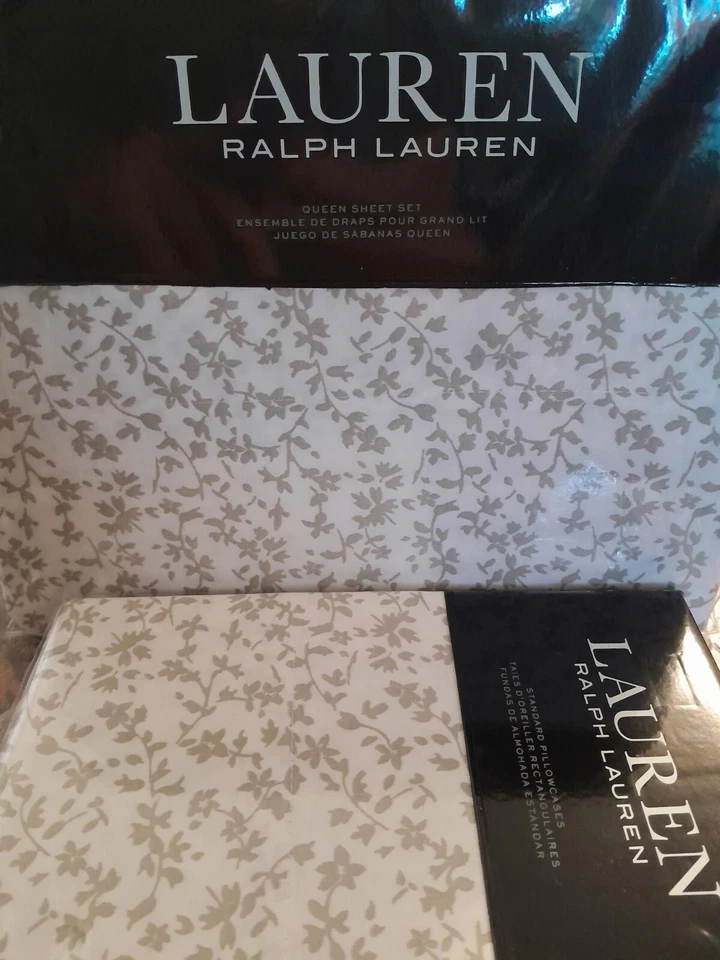 LAUREN
RALPH LAUREN
QUEEN SHEET SET
ENSEMBLE DE DRAPS POUR GRAND LIT
JUEGO DE SÁBANAS QUEEN
LAUREN
RALPH LAUREN
STANDARD PILLOWCASES
TAIES D'OREILLER RECTANGULAIRES
FUNDAS DE ALMOHADA ESTANDAR